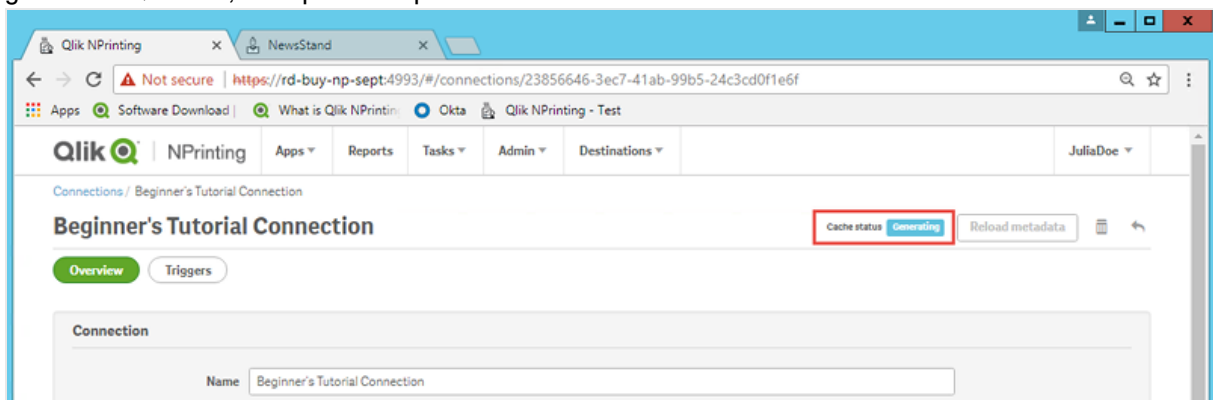 Qlik NPrinting NewsStand
Not secure | https://rd-buy-np-sept:4993/#/connections/23856646-3ec7-41ab-99b5-24c3cd0f1e6f
Apps Software Download | What is Qlik NPrinting Okta Qlik NPrinting - Test
Qlik NPrinting Apps Reports Tasks Admin Destinations JuliaDoe
Connections / Beginner's Tutorial Connection
Beginner's Tutorial Connection Cache status Generating Reload metadata
Overview Triggers
Connection
Name Beginner's Tutorial Connection